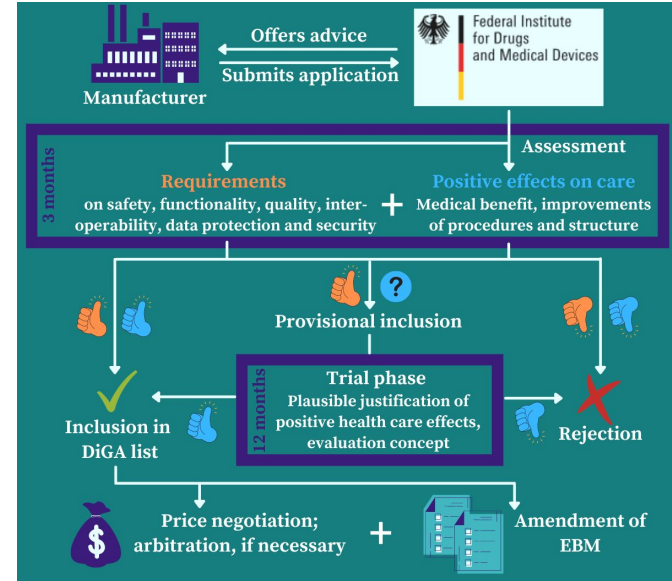 Offers advice
Submits application
Manufacturer
Federal Institute
for Drugs
and Medical Devices
3 months
Assessment
Requirements
on safety, functionality, quality, inter-
operability, data protection and security
+
Positive effects on care
Medical benefit, improvements
of procedures and structure
?
Provisional inclusion
12 months
Trial phase
Plausible justification of
positive health care effects,
evaluation concept
Inclusion in
DiGA list
Rejection
$
Price negotiation;
arbitration, if necessary
+
Amendment of
EBM